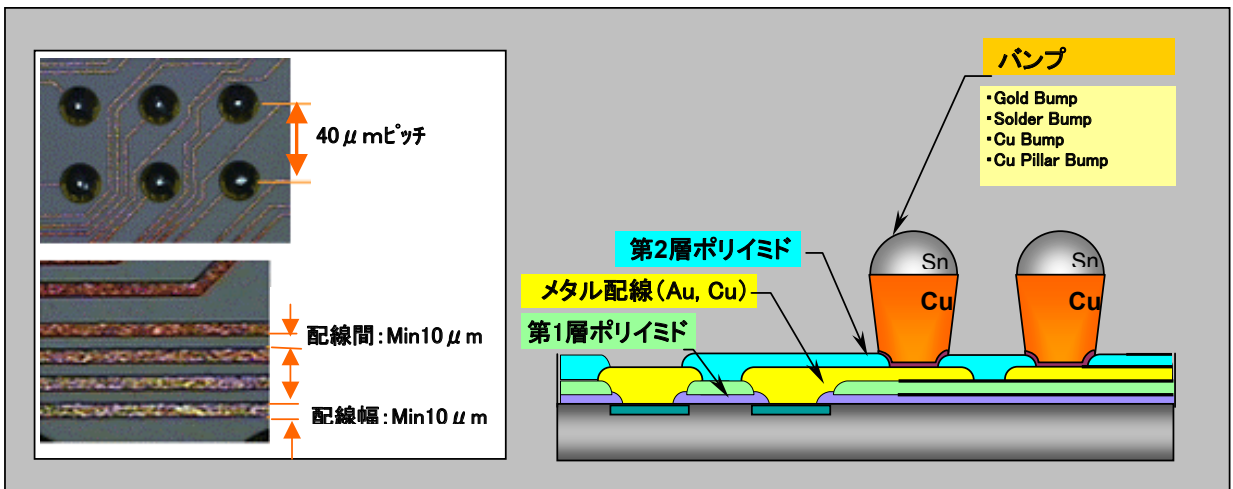 40μmピッチ
配線間:Min10μm
配線幅:Min10μm
バンプ
・Gold Bump
・Solder Bump
・Cu Bump
・Cu Pillar Bump
第2層ポリイミド
メタル配線(Au, Cu)
第1層ポリイミド
Sn
Sn
Cu
Cu